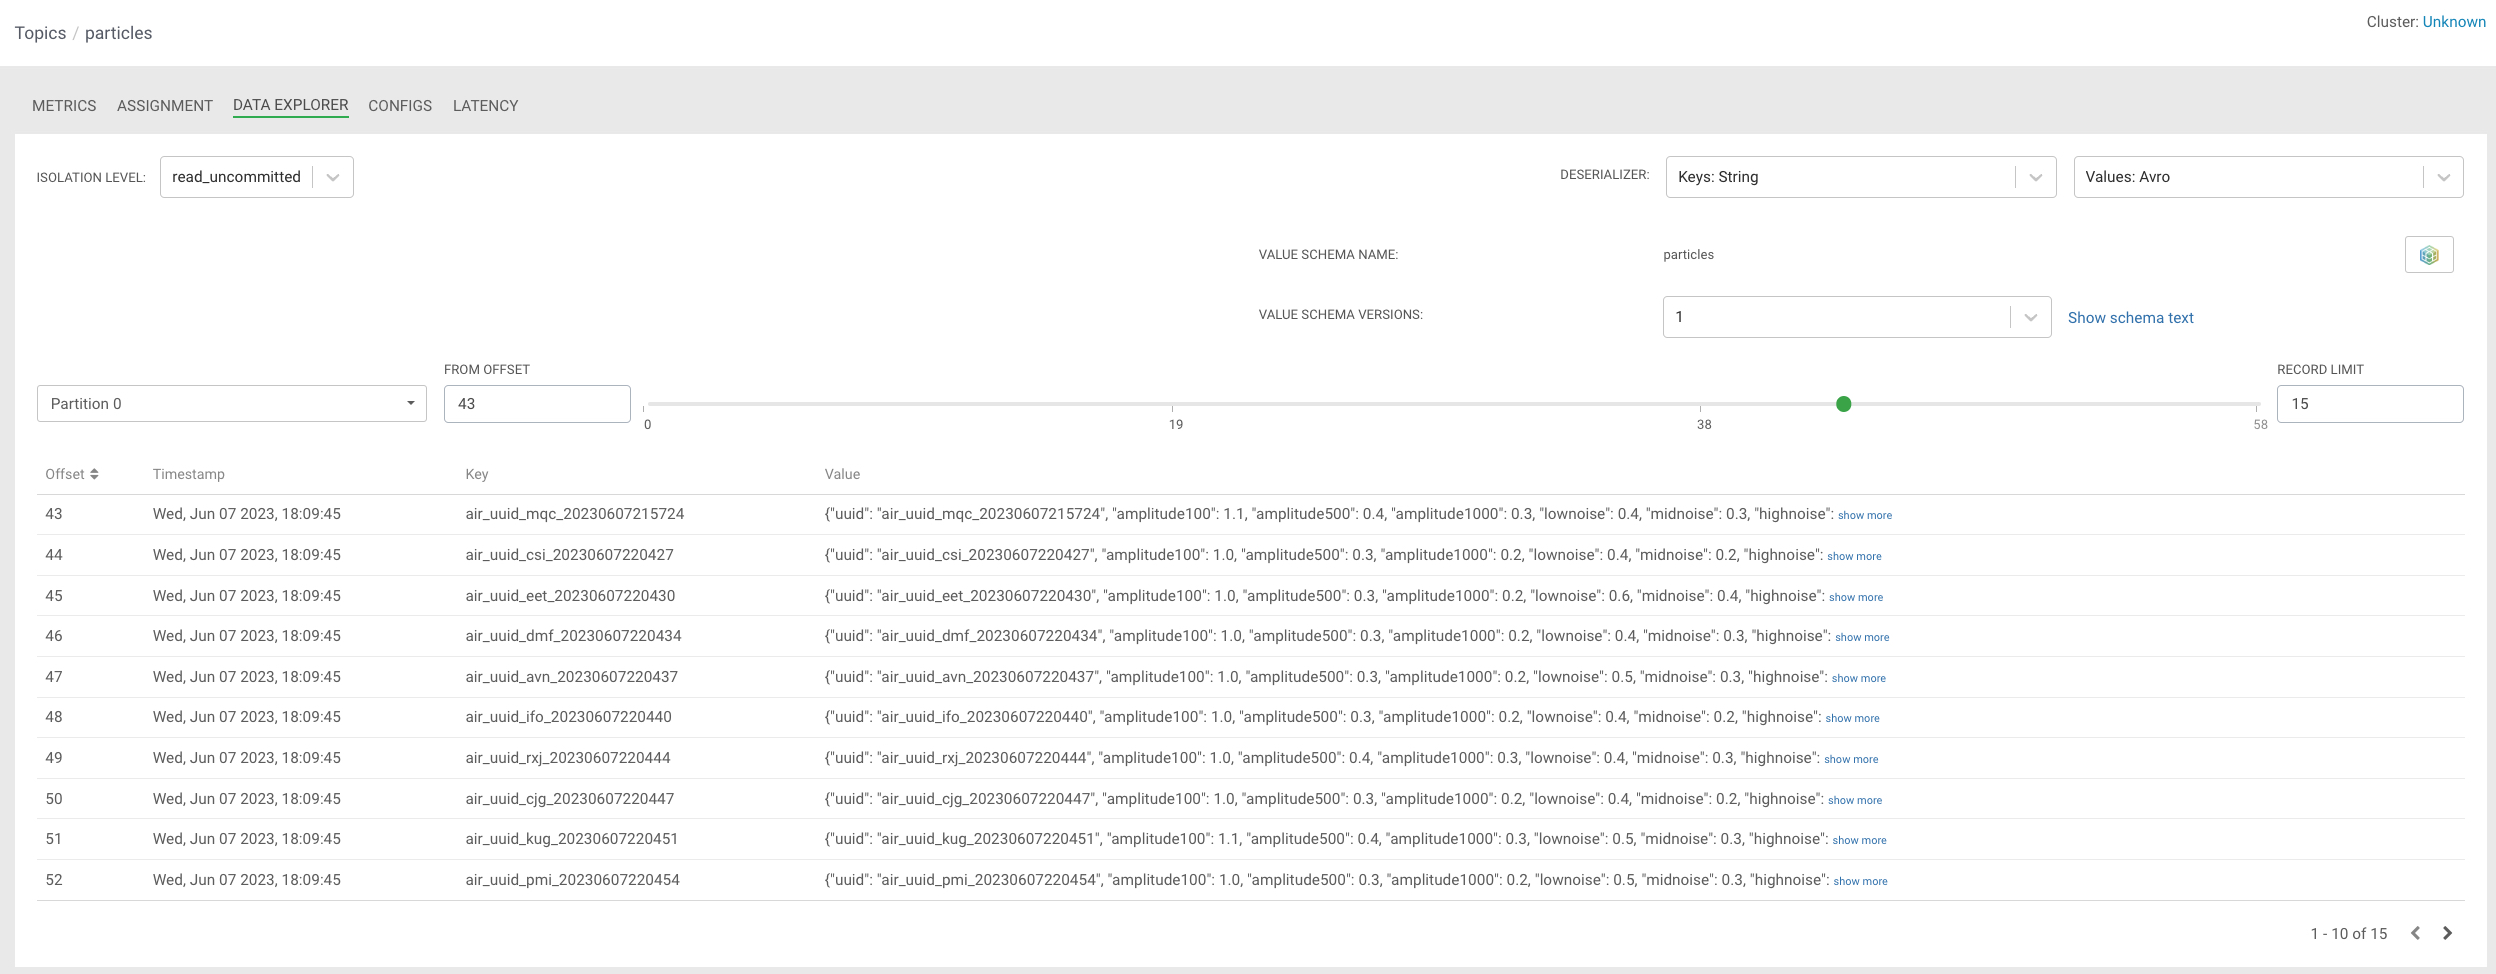 Topics / particles
Cluster: Unknown
METRICS ASSIGNMENT DATA EXPLORER CONFIGS LATENCY
ISOLATION LEVEL: read_uncommitted DESERIALIZER: Keys: String Values: Avro
VALUE SCHEMA NAME: particles
VALUE SCHEMA VERSIONS: 1 Show schema text
FROM OFFSET RECORD LIMIT
Partition 0 43 15
0 19 38 58
Offset Timestamp Key Value
43 Wed, Jun 07 2023, 18:09:45 air_uuid_mqc_20230607215724 {"uuid": "air_uuid_mqc_20230607215724", "amplitude100": 1.1, "amplitude500": 0.4, "amplitude1000": 0.3, "lownoise": 0.4, "midnoise": 0.3, "highnoise": show more
44 Wed, Jun 07 2023, 18:09:45 air_uuid_csi_20230607220427 {"uuid": "air_uuid_csi_20230607220427", "amplitude100": 1.0, "amplitude500": 0.3, "amplitude1000": 0.2, "lownoise": 0.4, "midnoise": 0.2, "highnoise": show more
45 Wed, Jun 07 2023, 18:09:45 air_uuid_eet_20230607220430 {"uuid": "air_uuid_eet_20230607220430", "amplitude100": 1.0, "amplitude500": 0.3, "amplitude1000": 0.2, "lownoise": 0.6, "midnoise": 0.4, "highnoise": show more
46 Wed, Jun 07 2023, 18:09:45 air_uuid_dmf_20230607220434 {"uuid": "air_uuid_dmf_20230607220434", "amplitude100": 1.0, "amplitude500": 0.3, "amplitude1000": 0.2, "lownoise": 0.4, "midnoise": 0.3, "highnoise": show more
47 Wed, Jun 07 2023, 18:09:45 air_uuid_avn_20230607220437 {"uuid": "air_uuid_avn_20230607220437", "amplitude100": 1.0, "amplitude500": 0.3, "amplitude1000": 0.2, "lownoise": 0.5, "midnoise": 0.3, "highnoise": show more
48 Wed, Jun 07 2023, 18:09:45 air_uuid_ifo_20230607220440 {"uuid": "air_uuid_ifo_20230607220440", "amplitude100": 1.0, "amplitude500": 0.3, "amplitude1000": 0.2, "lownoise": 0.4, "midnoise": 0.2, "highnoise": show more
49 Wed, Jun 07 2023, 18:09:45 air_uuid_rxj_20230607220444 {"uuid": "air_uuid_rxj_20230607220444", "amplitude100": 1.0, "amplitude500": 0.4, "amplitude1000": 0.3, "lownoise": 0.4, "midnoise": 0.3, "highnoise": show more
50 Wed, Jun 07 2023, 18:09:45 air_uuid_cjg_20230607220447 {"uuid": "air_uuid_cjg_20230607220447", "amplitude100": 1.0, "amplitude500": 0.3, "amplitude1000": 0.2, "lownoise": 0.4, "midnoise": 0.2, "highnoise": show more
51 Wed, Jun 07 2023, 18:09:45 air_uuid_kug_20230607220451 {"uuid": "air_uuid_kug_20230607220451", "amplitude100": 1.1, "amplitude500": 0.4, "amplitude1000": 0.3, "lownoise": 0.5, "midnoise": 0.3, "highnoise": show more
52 Wed, Jun 07 2023, 18:09:45 air_uuid_pmi_20230607220454 {"uuid": "air_uuid_pmi_20230607220454", "amplitude100": 1.0, "amplitude500": 0.3, "amplitude1000": 0.2, "lownoise": 0.5, "midnoise": 0.3, "highnoise": show more
1 - 10 of 15